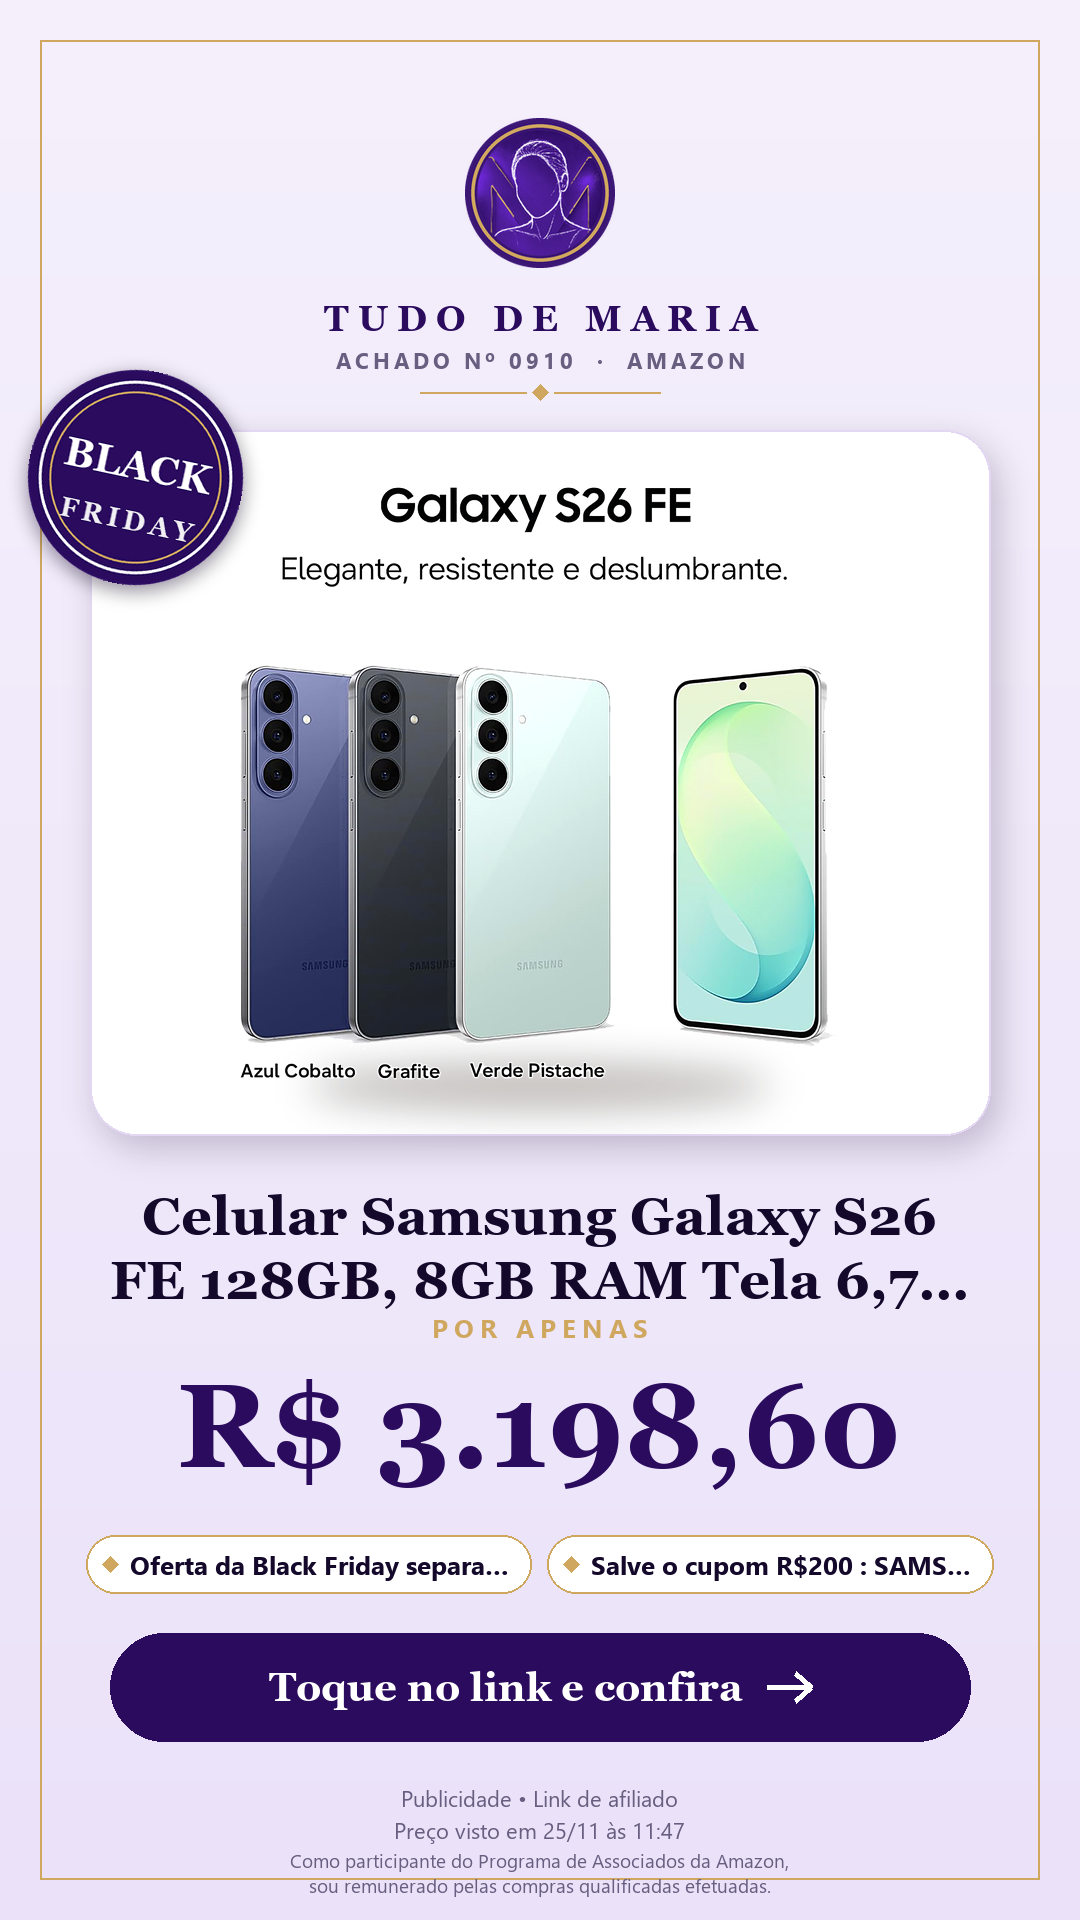 TUDO DE MARIA
ACHADO Nº 0910 · AMAZON
BLACK
FRIDAY
Galaxy S26 FE
Elegante, resistente e deslumbrante.
SAMSUNG
SAMSUNG
SAMSUNG
Azul Cobalto
Grafite
Verde Pistache
Celular Samsung Galaxy S26
FE 128GB, 8GB RAM Tela 6,7...
POR APENAS
R$ 3.198,60
Oferta da Black Friday separa...
Salve o cupom R$200 : SAMS...
Toque no link e confira →
Publicidade • Link de afiliado
Preço visto em 25/11 às 11:47
Como participante do Programa de Associados da Amazon,
sou remunerado pelas compras qualificadas efetuadas.